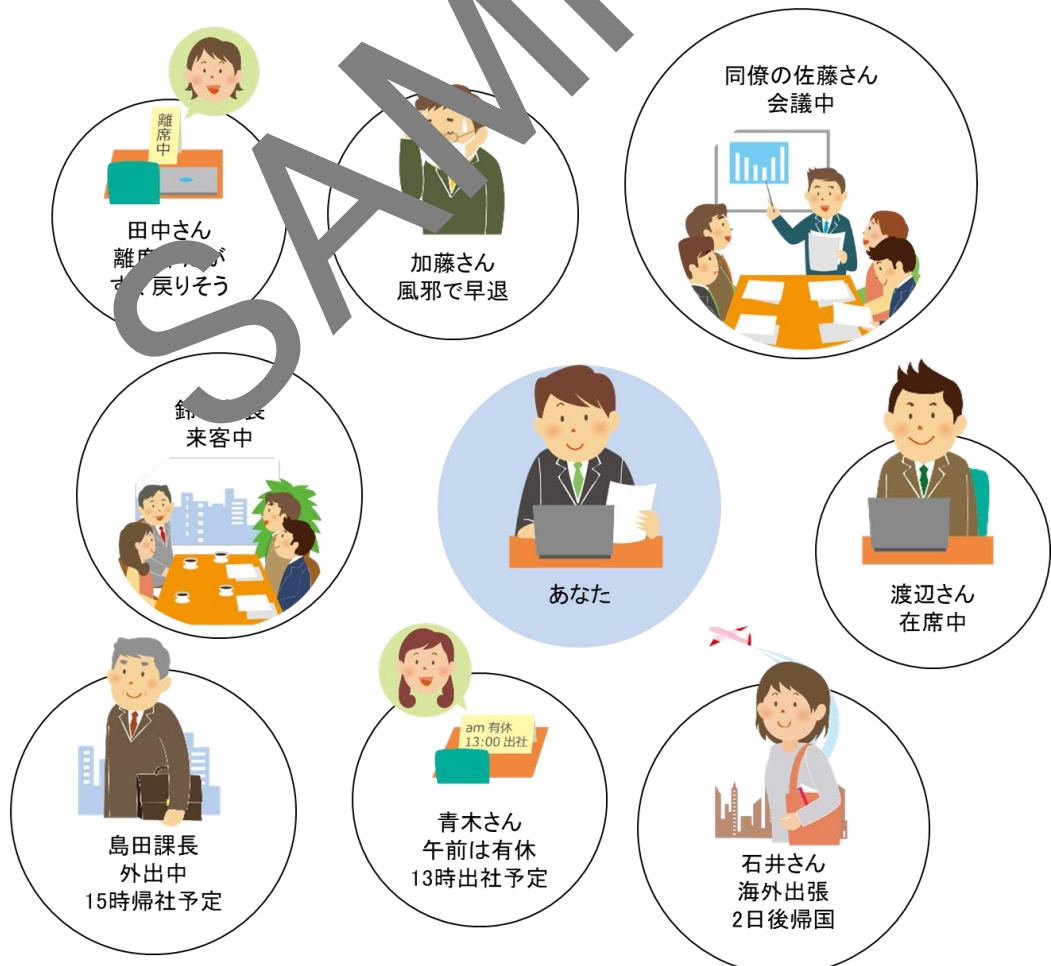 同僚の佐藤さん
会議中
離席中
田中さん
戻りそう
加藤さん
風邪で早退
SAM
来客中
あなた
渡辺さん
在席中
島田課長
外出中
15時帰社予定
am 有休
13:00 出社
青木さん
午前は有休
13時出社予定
石井さん
海外出張
2日後帰国